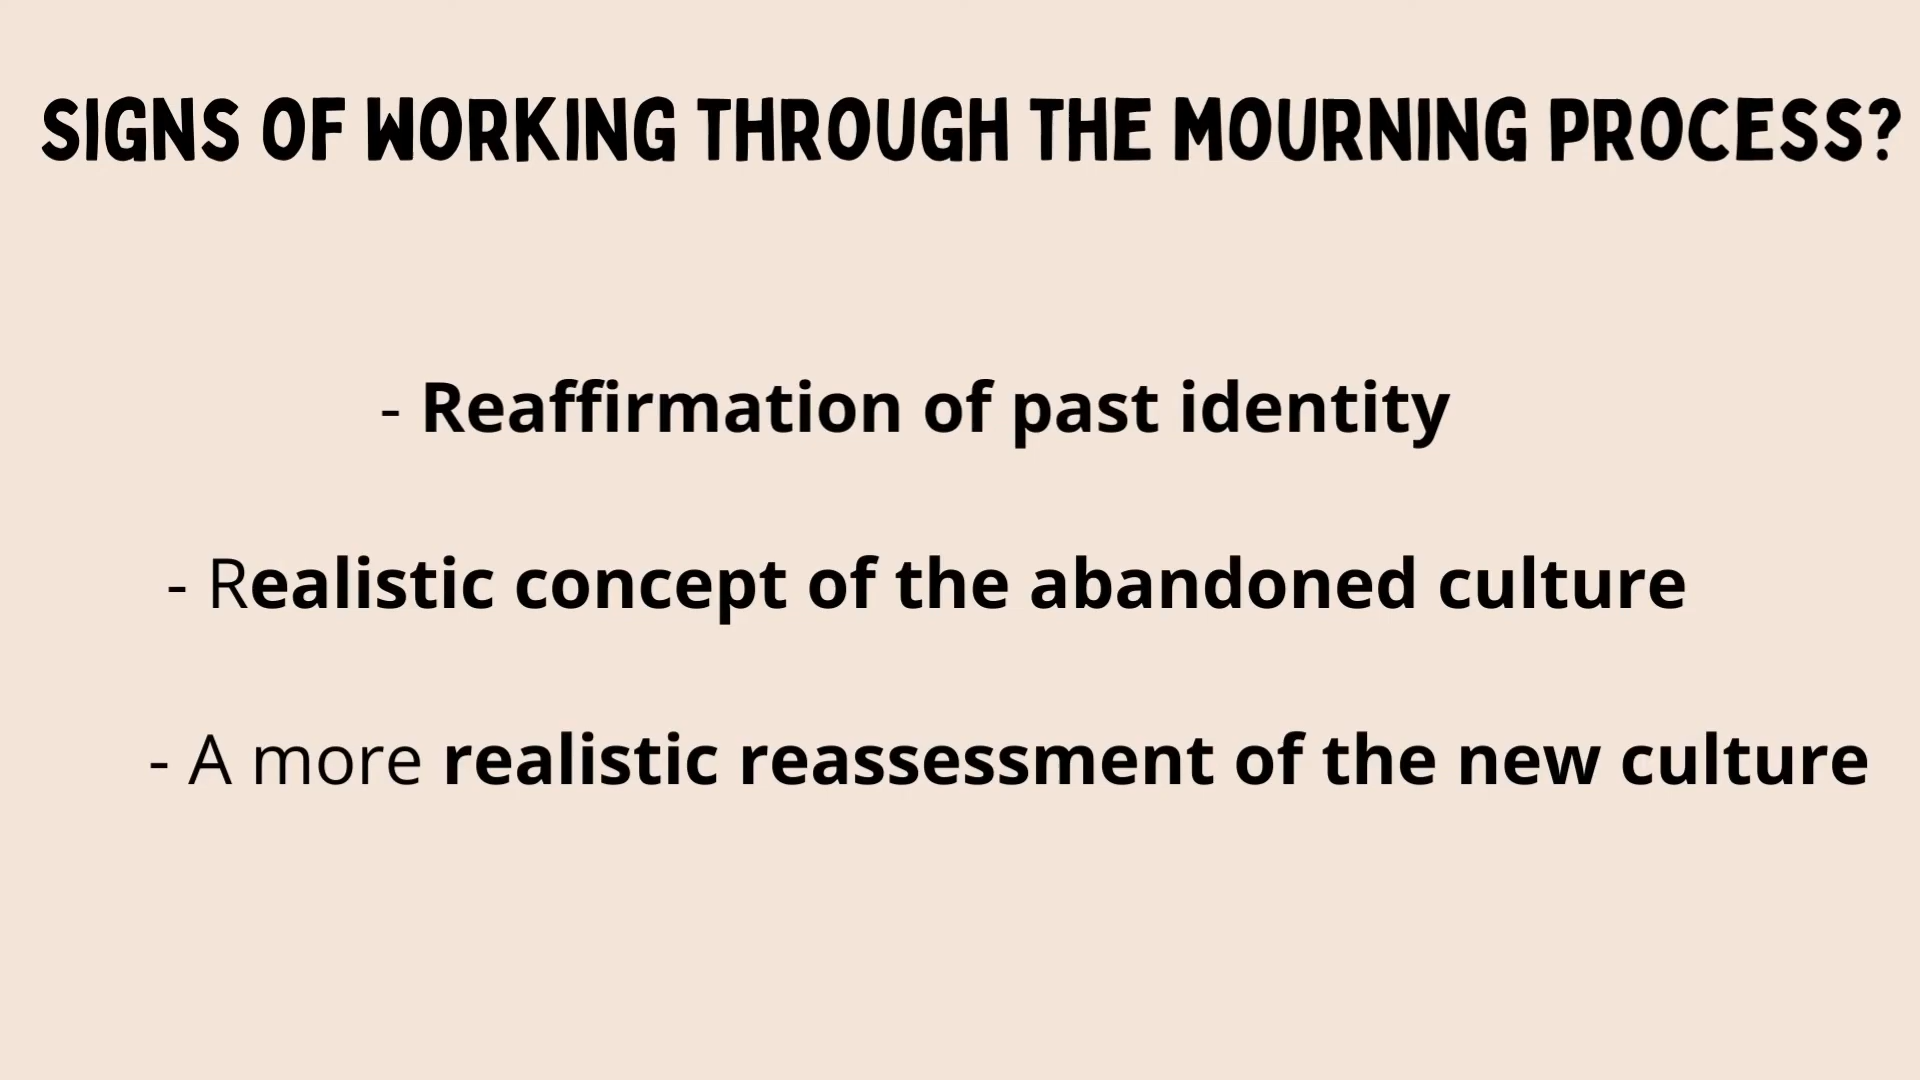 SIGNS OF WORKING THROUGH THE MOURNING PROCESS?
- Reaffirmation of past identity
- Realistic concept of the abandoned culture
- A more realistic reassessment of the new culture